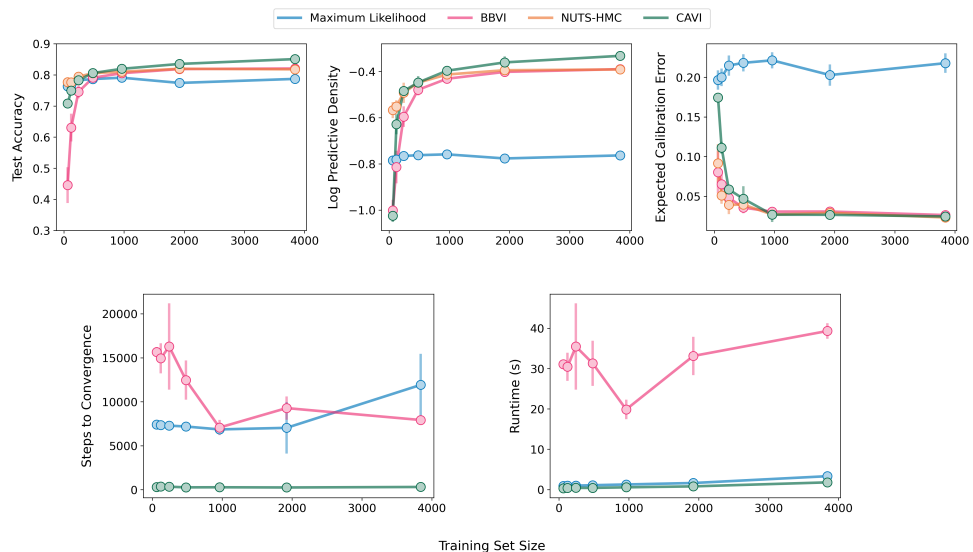 Maximum Likelihood BBVI NUTS-HMC CAVI
Test Accuracy
0.9
0.8
0.7
0.6
0.5
0.4
0.3
0 1000 2000 3000 4000
Log Predictive Density
−0.4
−0.6
−0.8
−1.0
0 1000 2000 3000 4000
Expected Calibration Error
0.20
0.15
0.10
0.05
0 1000 2000 3000 4000
Steps to Convergence
20000
15000
10000
5000
0
0 1000 2000 3000 4000
Runtime (s)
40
30
20
10
0
0 1000 2000 3000 4000
Training Set Size